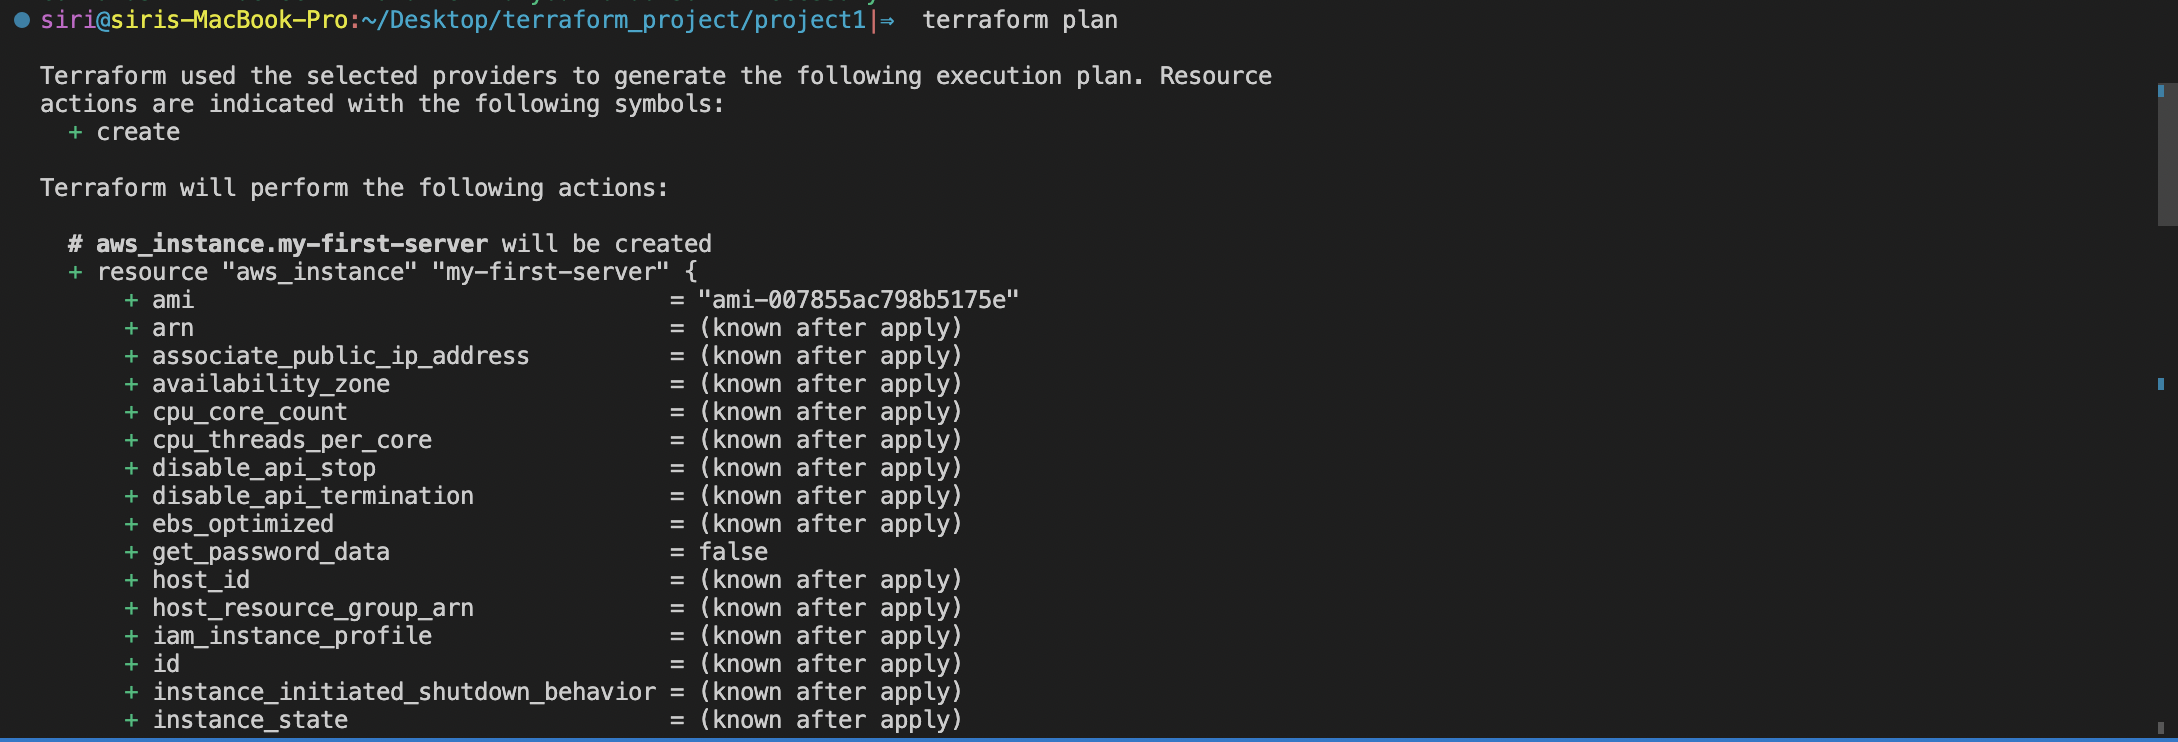 siri@siris-MacBook-Pro:~/Desktop/terraform_project/project1|⇒  terraform plan
Terraform used the selected providers to generate the following execution plan. Resource
actions are indicated with the following symbols:
  + create
Terraform will perform the following actions:
  # aws_instance.my-first-server will be created
  + resource "aws_instance" "my-first-server" {
      + ami                                  = "ami-007855ac798b5175e"
      + arn                                  = (known after apply)
      + associate_public_ip_address          = (known after apply)
      + availability_zone                    = (known after apply)
      + cpu_core_count                       = (known after apply)
      + cpu_threads_per_core                 = (known after apply)
      + disable_api_stop                     = (known after apply)
      + disable_api_termination              = (known after apply)
      + ebs_optimized                        = (known after apply)
      + get_password_data                    = false
      + host_id                              = (known after apply)
      + host_resource_group_arn              = (known after apply)
      + iam_instance_profile                 = (known after apply)
      + id                                   = (known after apply)
      + instance_initiated_shutdown_behavior = (known after apply)
      + instance_state                       = (known after apply)